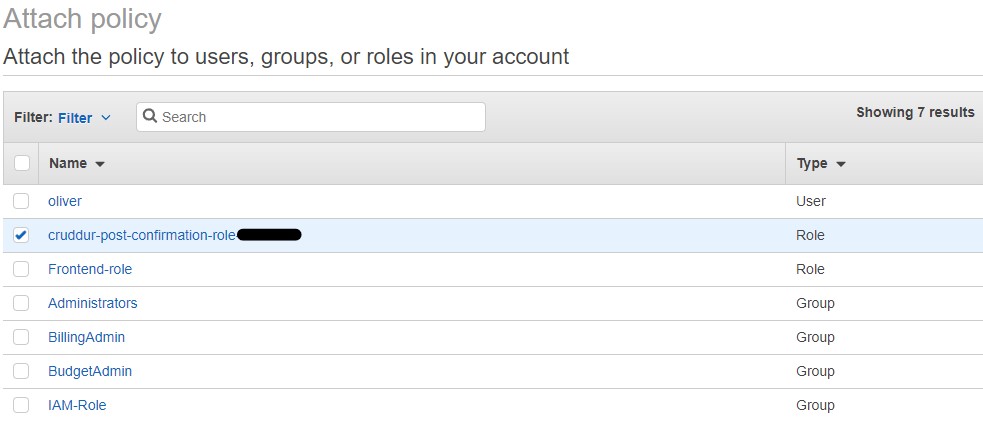 Attach policy
Attach the policy to users, groups, or roles in your account
Filter: Filter Search Showing 7 results
Name Type
oliver User
cruddur-post-confirmation-role Role
Frontend-role Role
Administrators Group
BillingAdmin Group
BudgetAdmin Group
IAM-Role Group